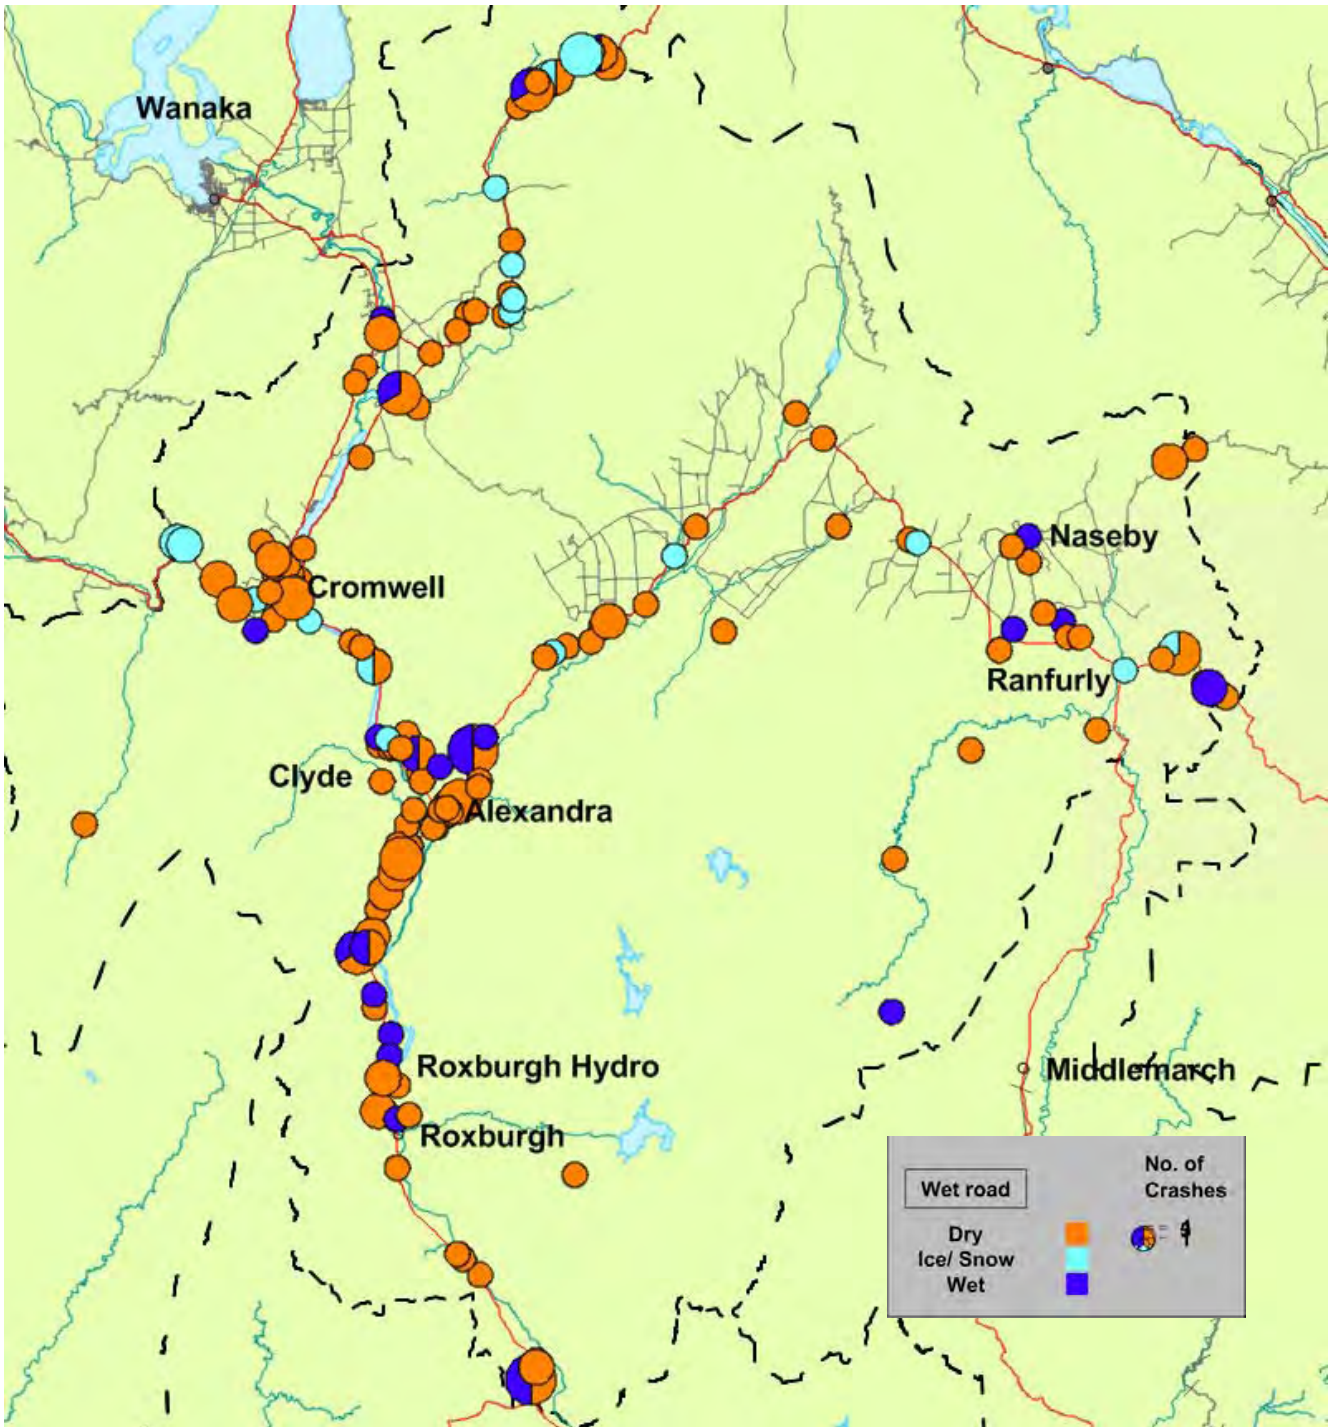 Wanaka
Naseby
Cromwell
Ranfurly
Clyde
Alexandra
Roxburgh Hydro
Middlemarch
Roxburgh
No. of
Crashes
Wet road
Dry
Ice/ Snow
Wet